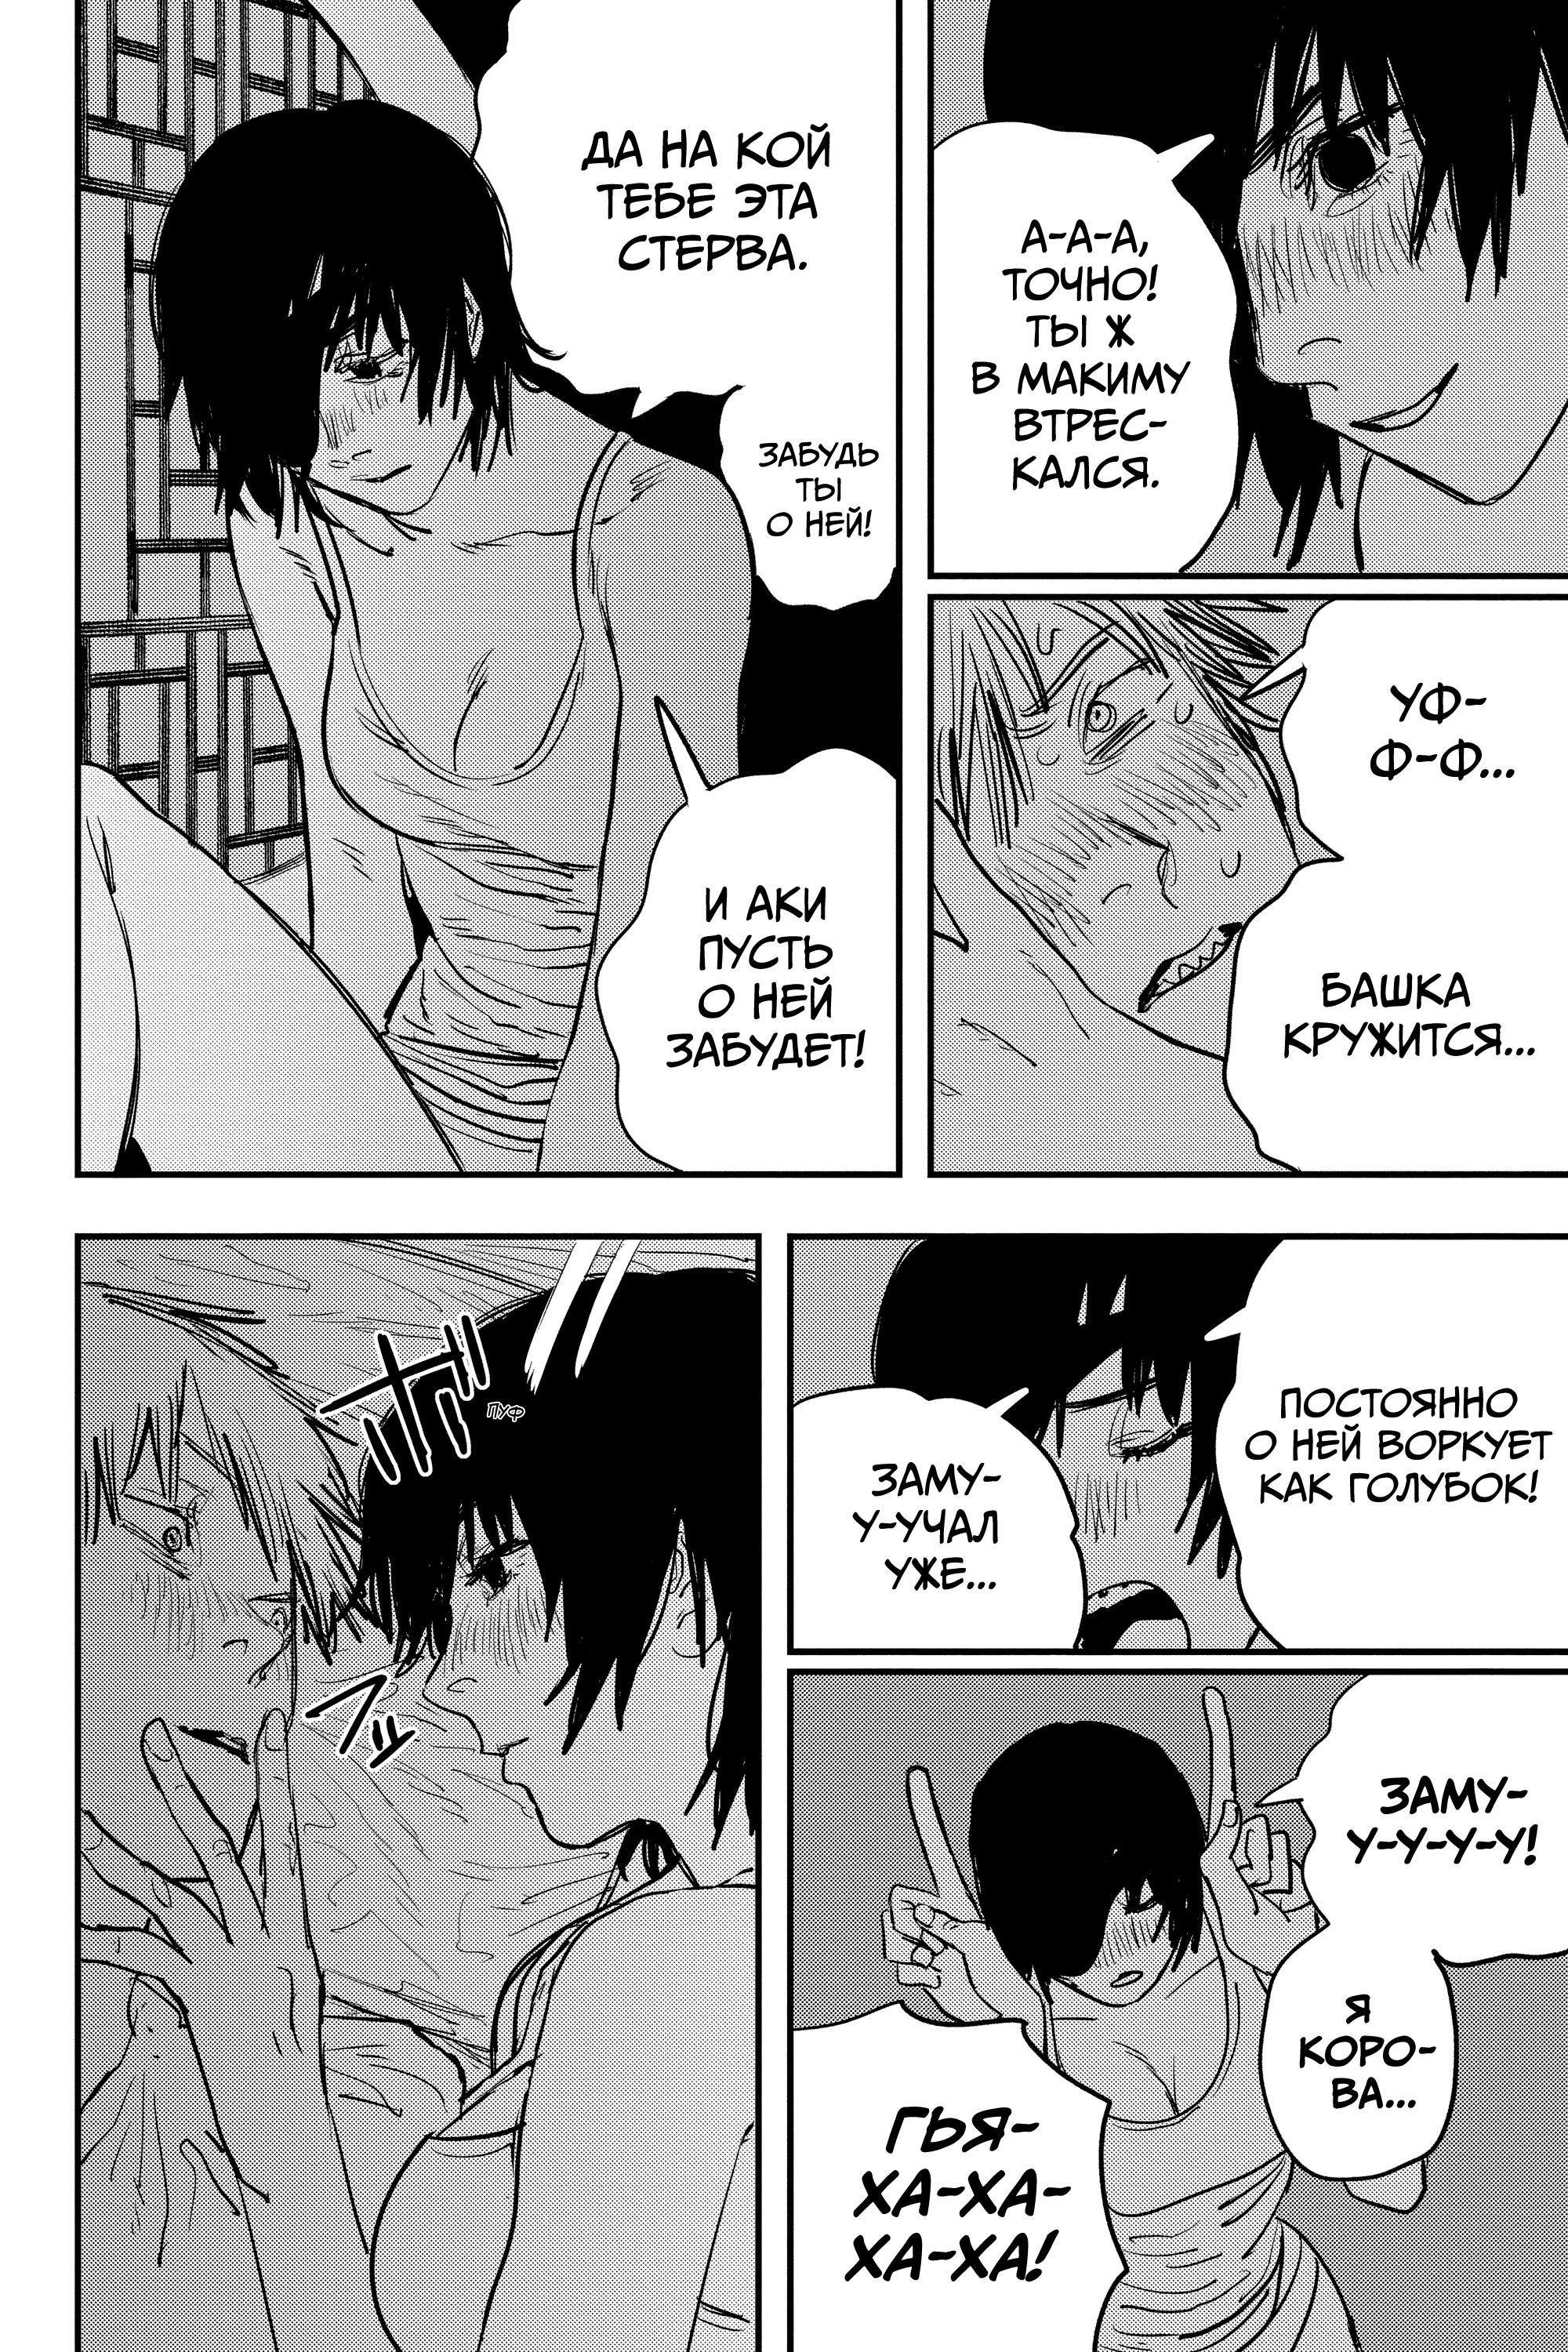 А-А-А,
ТОЧНО!
ТЫ Ж
В МАКИМУ
ВТРЕС-
КАЛСЯ.
УФ-
Ф-Ф...
БАШКА
КРУЖИТСЯ...
ДА НА КОЙ
ТЕБЕ ЭТА
СТЕРВА.
ЗАБУДЬ
ТЫ
О НЕЙ!
И АКИ
ПУСТЬ
О НЕЙ
ЗАБУДЕТ!
ПОСТОЯННО
О НЕЙ ВОРКУЕТ
КАК ГОЛУБОК!
ЗАМУ-
У-УЧАЛ
УЖЕ...
ЗАМУ-
У-У-У-У!
Я
КОРО-
ВА...
ГЬЯ-
ХА-ХА-
ХА-ХА!
ПУФ